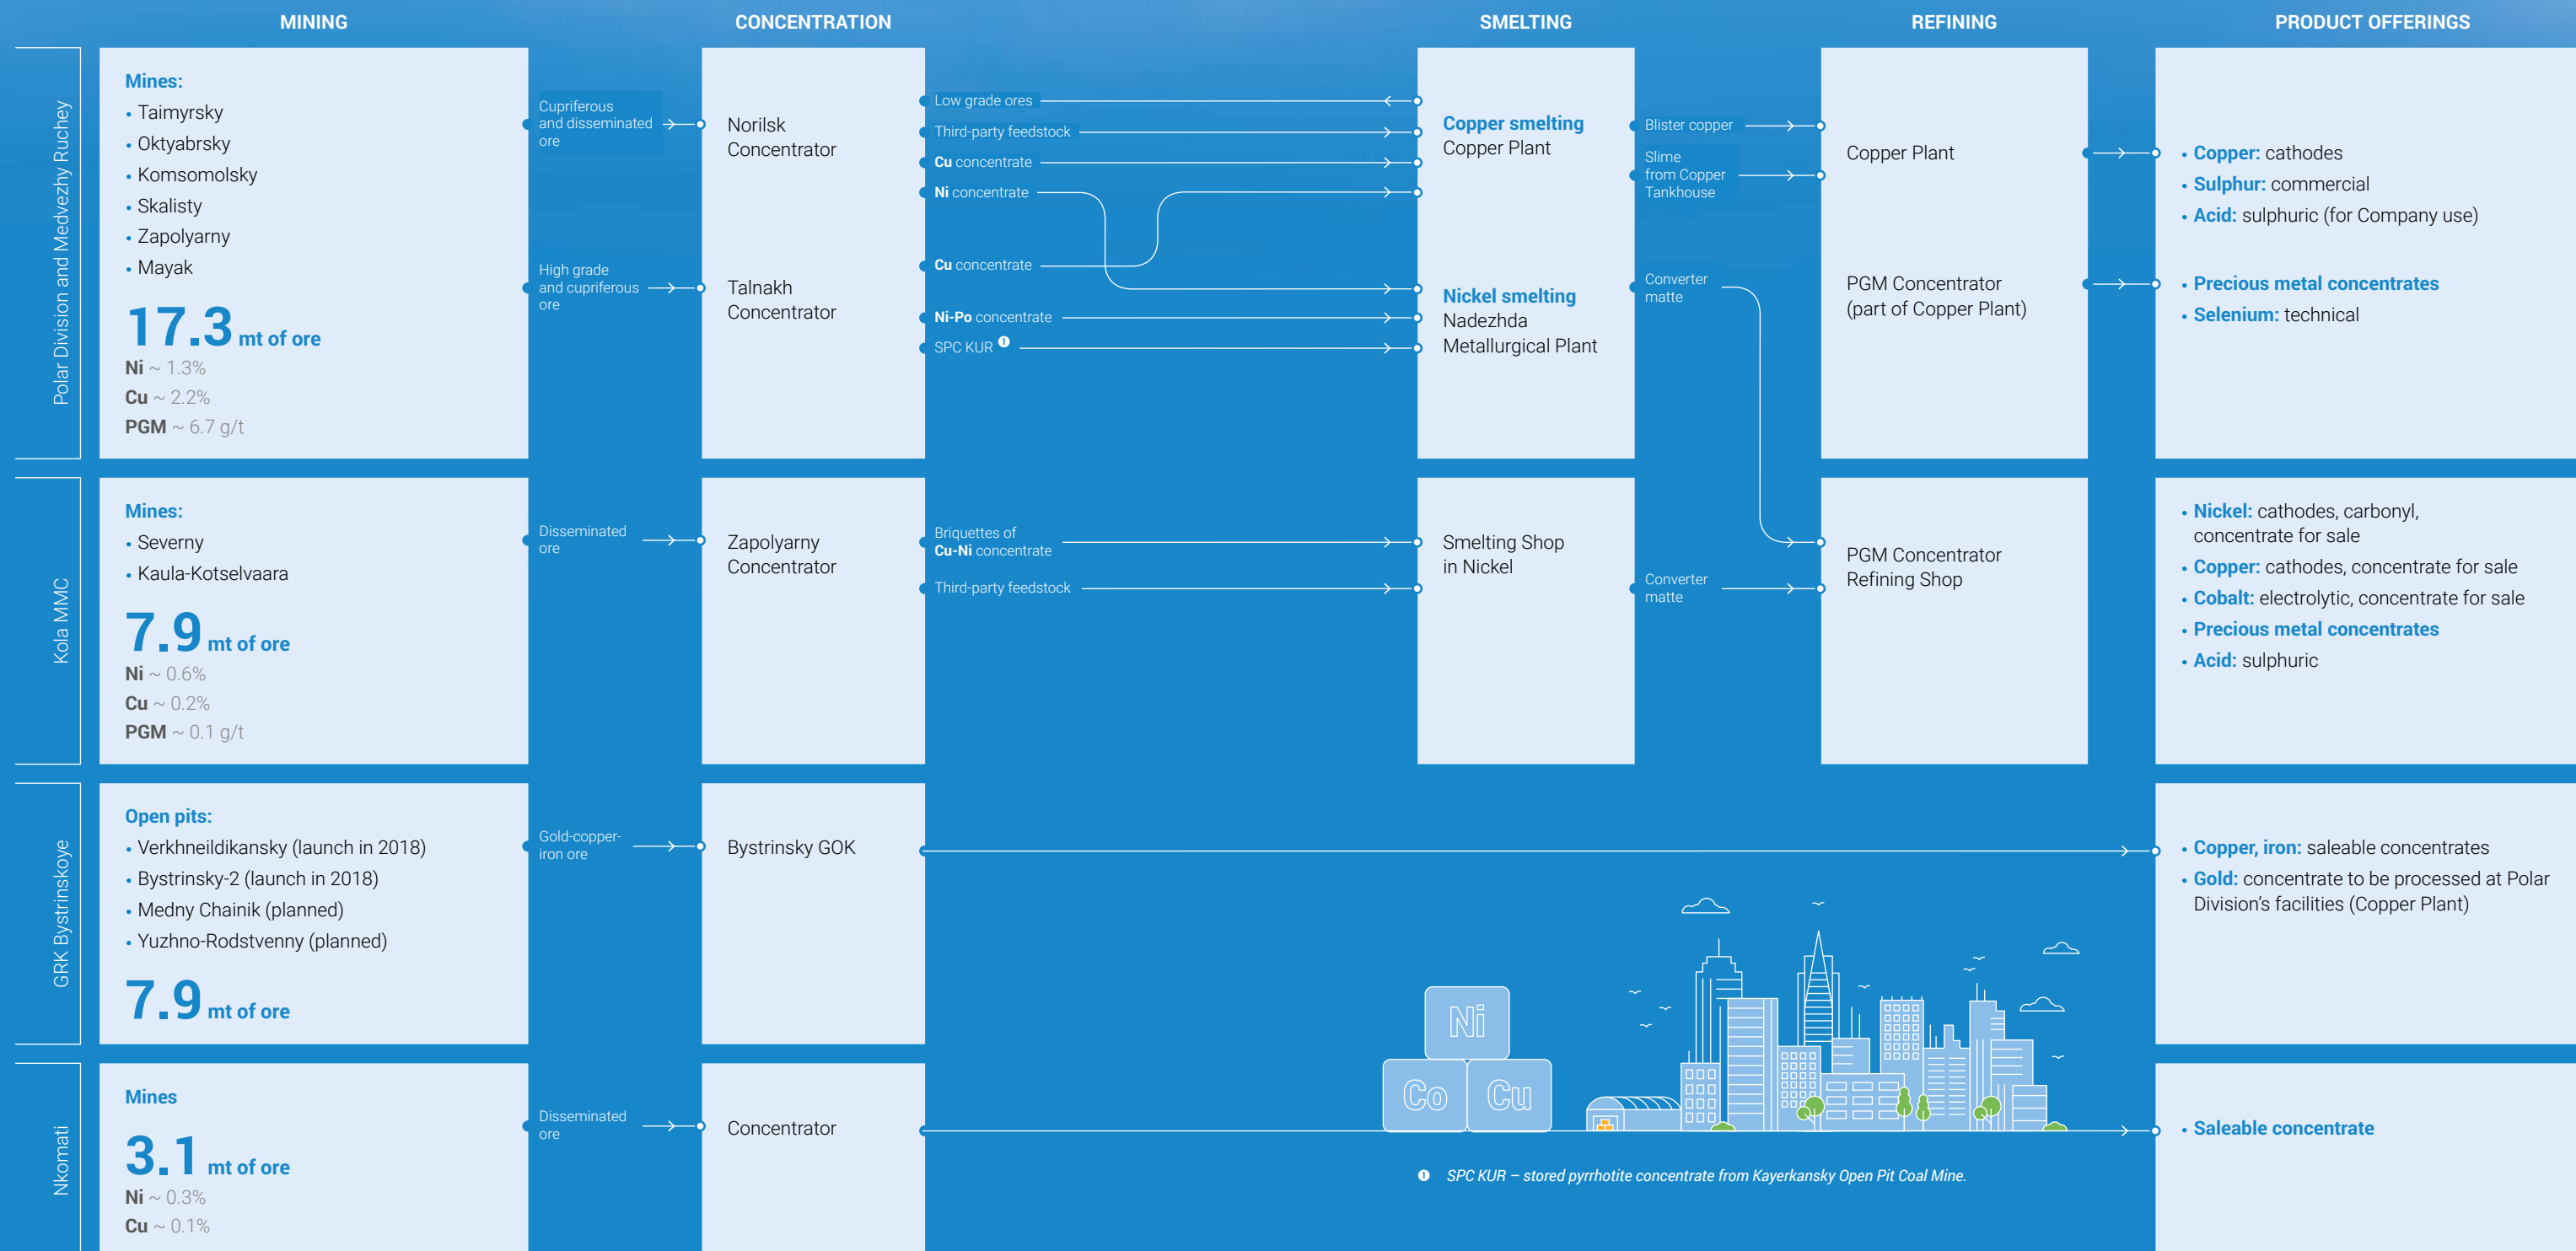 MINING
CONCENTRATION
SMELTING
REFINING
PRODUCT OFFERINGS
Polar Division and Medvezhy Ruchey
Mines:
• Taimyrsky
• Oktyabrsky
• Komsomolsky
• Skalisty
• Zapolyarny
• Mayak
17.3 mt of ore
Ni ~ 1.3%
Cu ~ 2.2%
PGM ~ 6.7 g/t
Cupriferous
and disseminated
ore
High grade
and cupriferous
ore
Norilsk
Concentrator
Talnakh
Concentrator
Low grade ores
Third-party feedstock
Cu concentrate
Ni concentrate
Cu concentrate
Ni-Po concentrate
SPC KUR 1
Copper smelting
Copper Plant
Nickel smelting
Nadezhda
Metallurgical Plant
Blister copper
Slime
from Copper
Tankhouse
Converter
matte
Copper Plant
PGM Concentrator
(part of Copper Plant)
• Copper: cathodes
• Sulphur: commercial
• Acid: sulphuric (for Company use)
• Precious metal concentrates
• Selenium: technical
Kola MMC
Mines:
• Severny
• Kaula-Kotselvaara
7.9 mt of ore
Ni ~ 0.6%
Cu ~ 0.2%
PGM ~ 0.1 g/t
Disseminated
ore
Zapolyarny
Concentrator
Briquettes of
Cu-Ni concentrate
Third-party feedstock
Smelting Shop
in Nickel
Converter
matte
PGM Concentrator
Refining Shop
• Nickel: cathodes, carbonyl,
concentrate for sale
• Copper: cathodes, concentrate for sale
• Cobalt: electrolytic, concentrate for sale
• Precious metal concentrates
• Acid: sulphuric
GRK Bystrinskoye
Open pits:
• Verkhneildikansky (launch in 2018)
• Bystrinsky-2 (launch in 2018)
• Medny Chainik (planned)
• Yuzhno-Rodstvenny (planned)
7.9 mt of ore
Gold-copper-
iron ore
Bystrinsky GOK
• Copper, iron: saleable concentrates
• Gold: concentrate to be processed at Polar
Division's facilities (Copper Plant)
Nkomati
Mines
3.1 mt of ore
Ni ~ 0.3%
Cu ~ 0.1%
Disseminated
ore
Concentrator
Ni
Co
Cu
• Saleable concentrate
1 SPC KUR – stored pyrrhotite concentrate from Kayerkansky Open Pit Coal Mine.